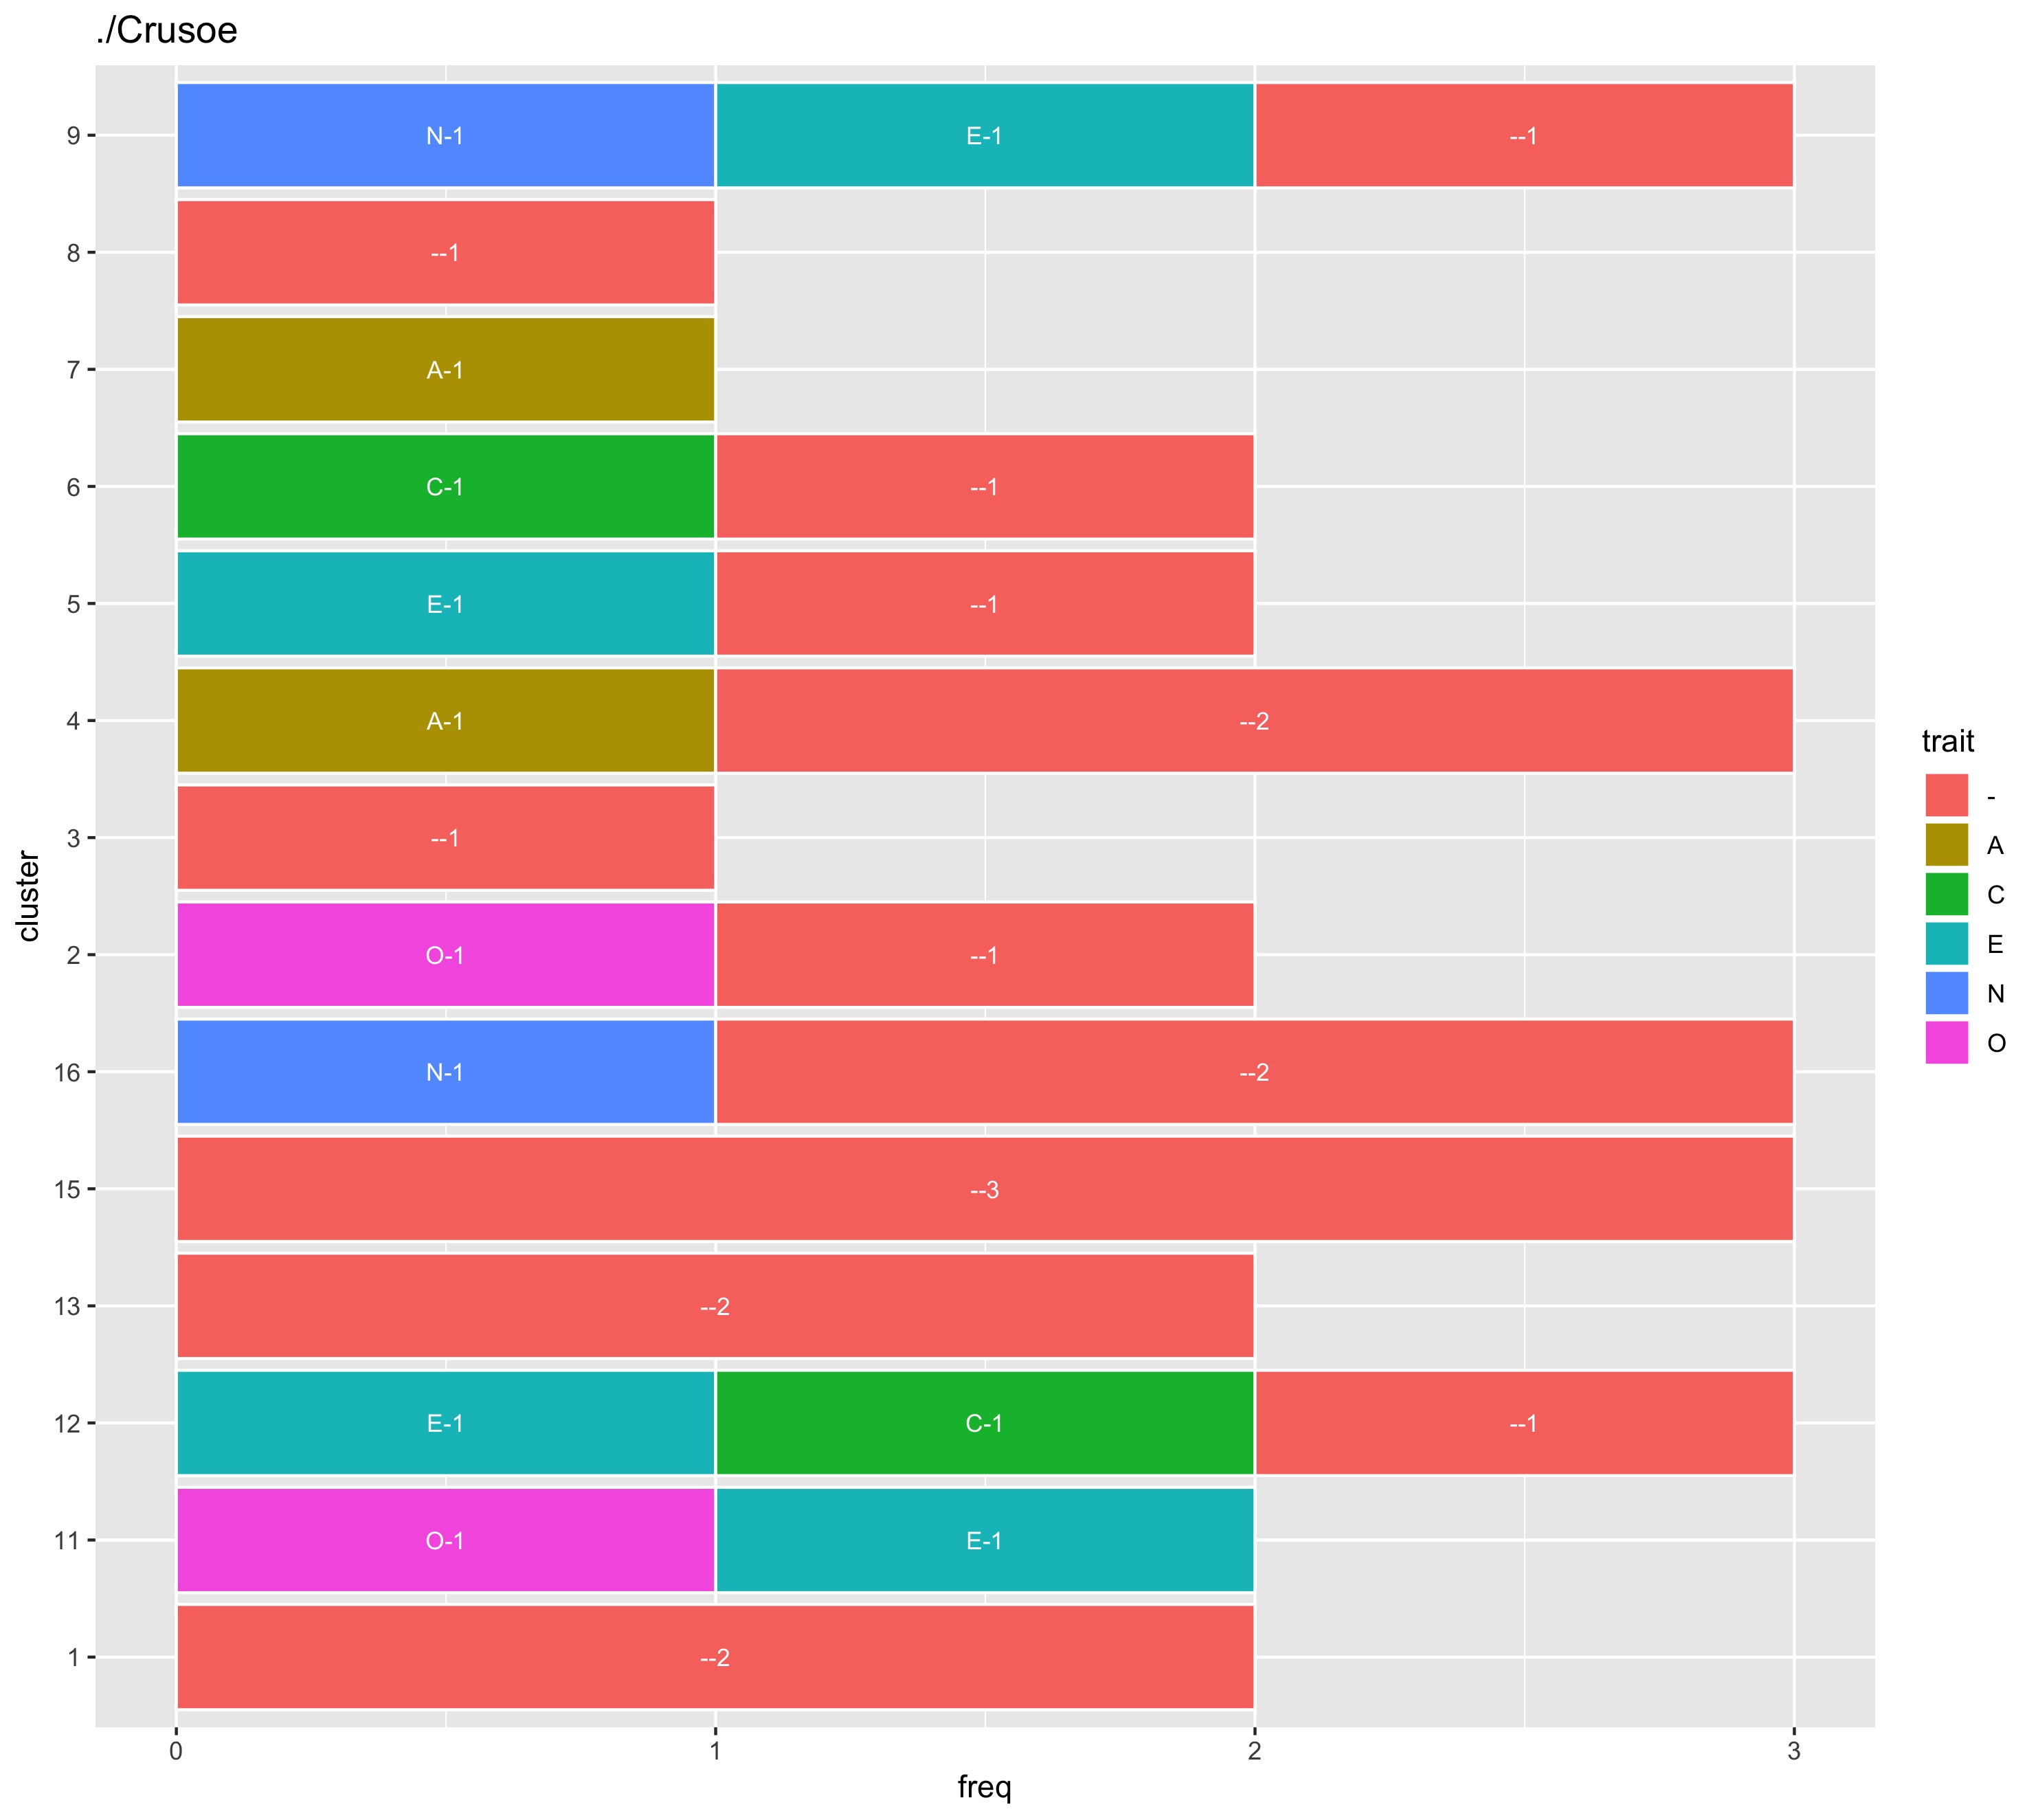 ./Crusoe
9
N-1 E-1 --1
8
--1
7
A-1
6
C-1 --1
5
E-1 --1
4
A-1 --2
3
--1
2
O-1 --1
16
N-1 --2
15
--3
13
--2
12
E-1 C-1 --1
11
O-1 E-1
1
--2
0 1 2 3
freq
cluster
trait
-
A
C
E
N
O